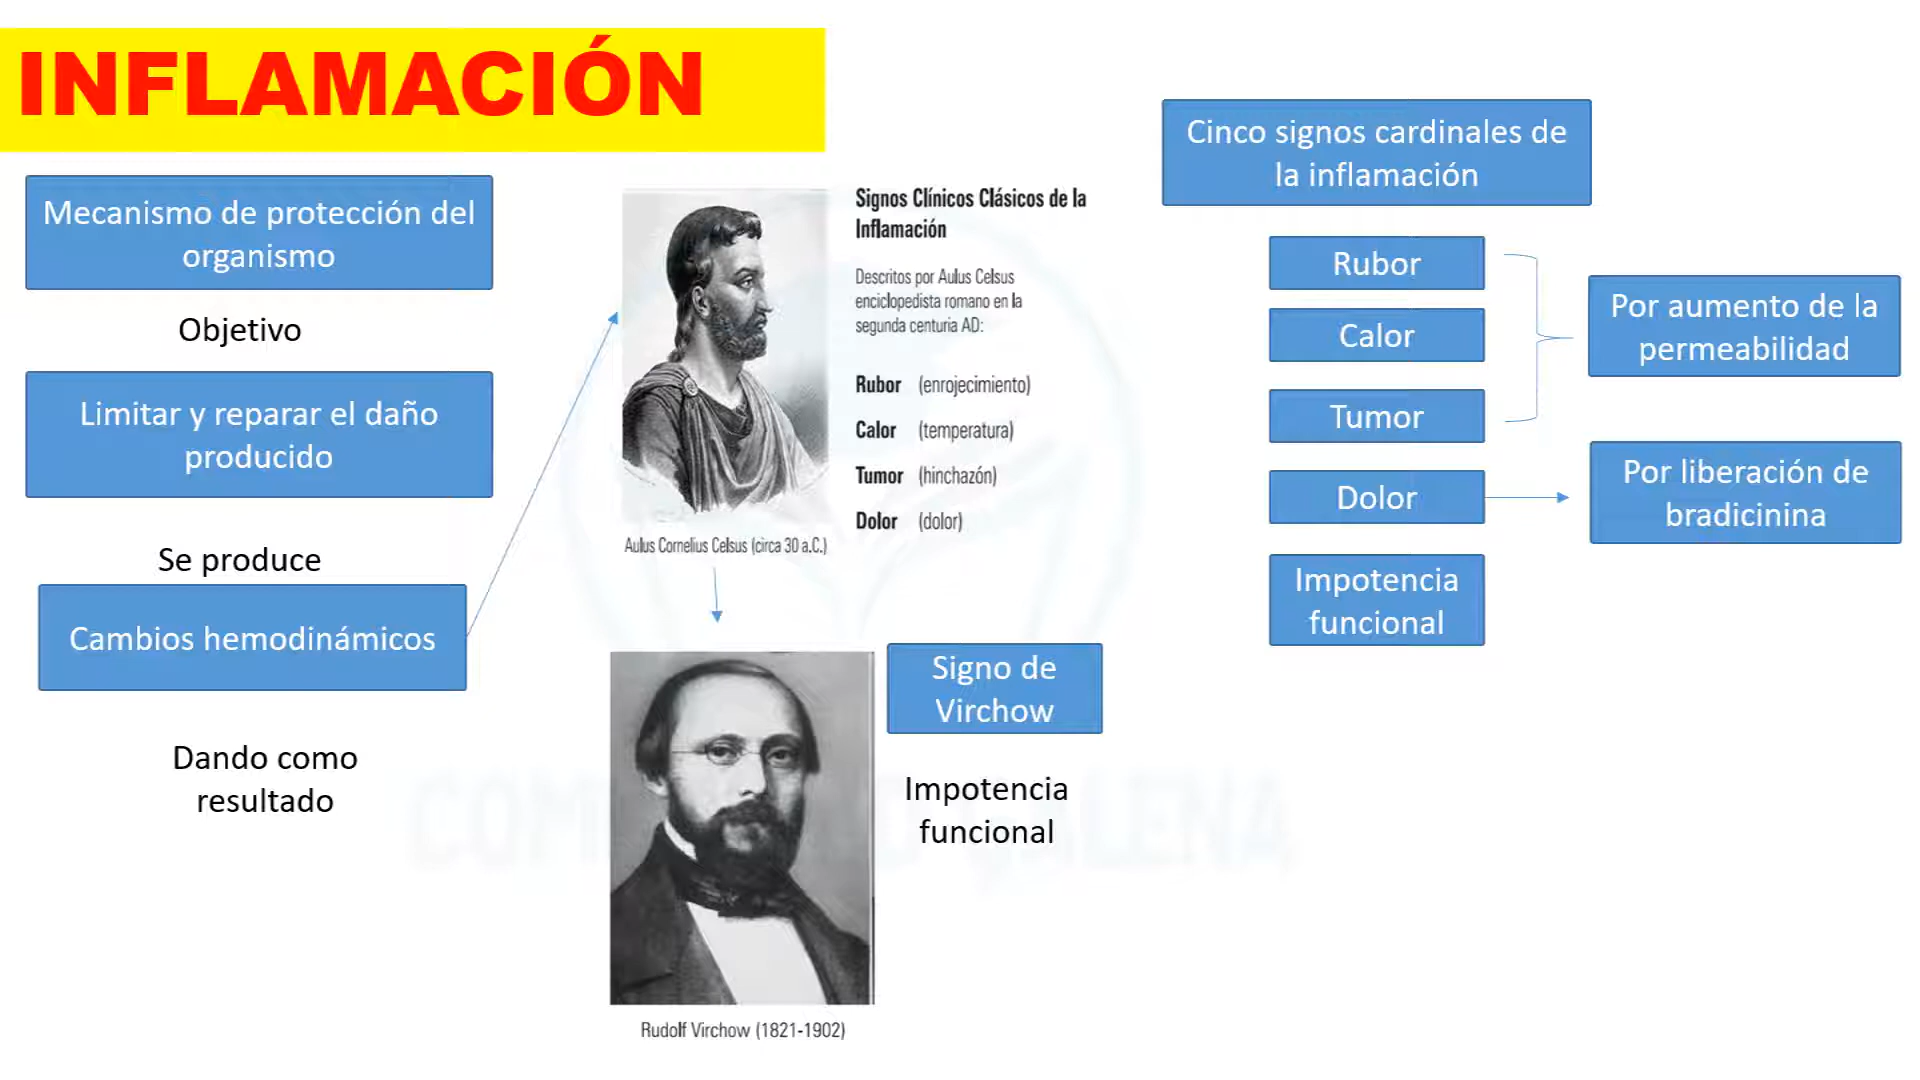 INFLAMACIÓN
Mecanismo de protección del
organismo
Objetivo
Limitar y reparar el daño
producido
Se produce
Cambios hemodinámicos
Dando como
resultado
Signos Clínicos Clásicos de la
Inflamación
Descritos por Aulus Celsus
enciclopedista romano en la
segunda centuria AD:
Rubor (enrojecimiento)
Calor (temperatura)
Tumor (hinchazón)
Dolor (dolor)
Aulus Cornelius Celsus (circa 30 a.C.)
Signo de
Virchow
Impotencia
funcional
Rudolf Virchow (1821-1902)
Cinco signos cardinales de
la inflamación
Rubor
Calor
Tumor
Dolor
Impotencia
funcional
Por aumento de la
permeabilidad
Por liberación de
bradicinina